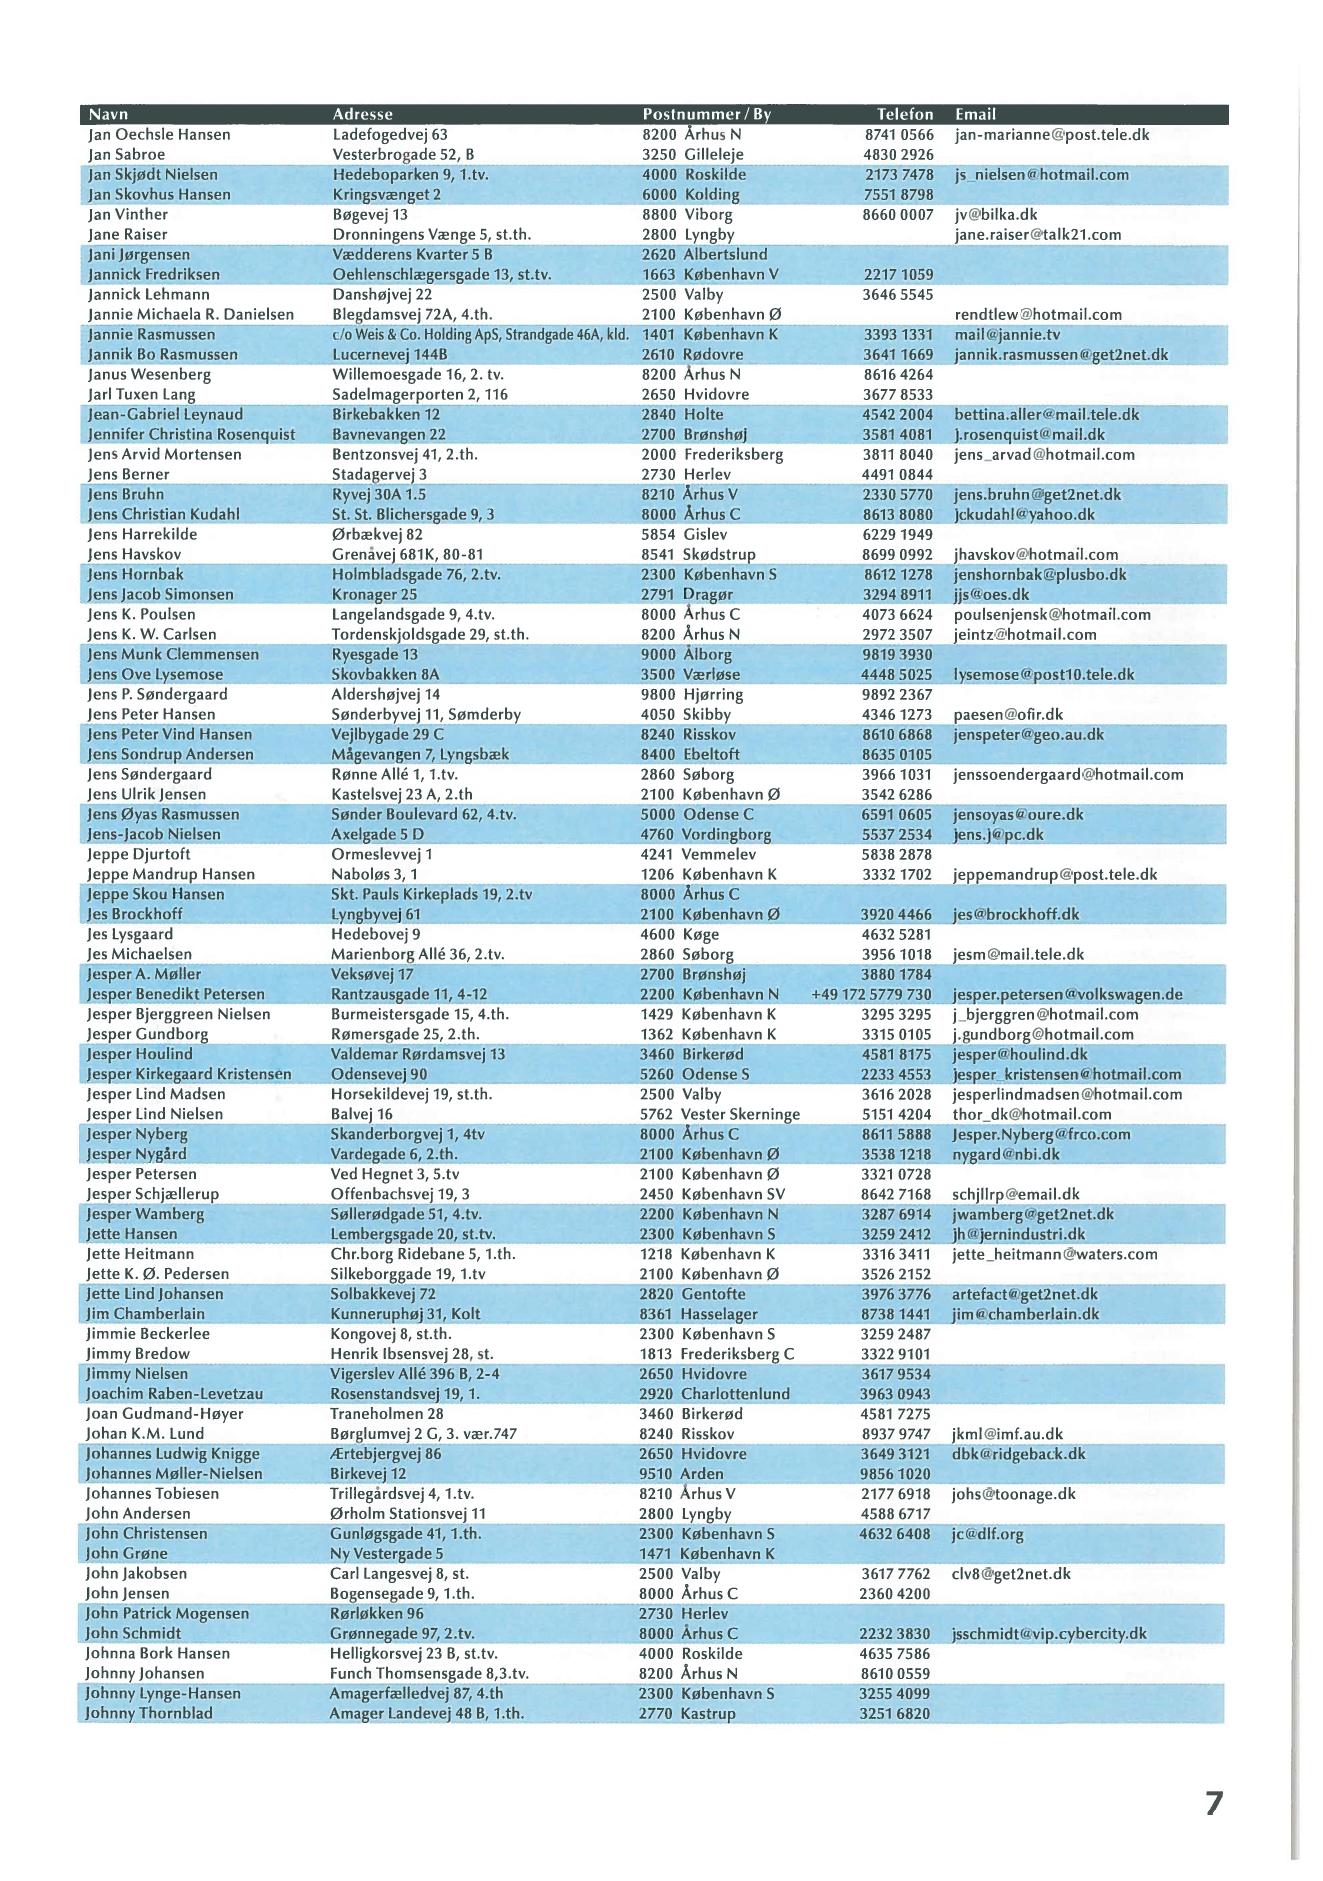 Navn Adresse Postnummer / By Telefon Email
Jan Oechsle Hansen Ladefogedvej 63 8200 Århus N 8741 0566 jan-marianne@post.tele.dk
Jan Sabroe Vesterbrogade 52, B 3250 Gilleleje 4830 2926
Jan Skjødt Nielsen Hedeboparken 9, 1.tv. 4000 Roskilde 2173 7478 js_nielsen@hotmail.com
Jan Skovhus Hansen Kringsvænget 2 6000 Kolding 7551 8798
Jan Vinther Bøgevej 13 8800 Viborg 8660 0007 jv@bilka.dk
Jane Raiser Dronningens Vænge 5, st.th. 2800 Lyngby jane.raiser@talk21.com
Jani Jørgensen Vædderens Kvarter 5 B 2620 Albertslund
Jannick Fredriksen Oehlenschlægersgade 13, st.tv. 1663 København V 2217 1059
Jannick Lehmann Danshøjvej 22 2500 Valby 3646 5545
Jannie Michaela R. Danielsen Blegdamsvej 72A, 4.th. 2100 København Ø rendtlew@hotmail.com
Jannie Rasmussen c/o Weis & Co. Holding ApS, Strandgade 46A, kld. 1401 København K 3393 1331 mail@jannie.tv
Jannik Bo Rasmussen Lucernevej 144B 2610 Rødovre 3641 1669 jannik.rasmussen@get2net.dk
Janus Wesenberg Willemoesgade 16, 2. tv. 8200 Århus N 8616 4264
Jarl Tuxen Lang Sadelmagerporten 2, 116 2650 Hvidovre 3677 8533
Jean-Gabriel Leynaud Birkebakken 12 2840 Holte 4542 2004 bettina.aller@mail.tele.dk
Jennifer Christina Rosenquist Bavnevangen 22 2700 Brønshøj 3581 4081 j.rosenquist@mail.dk
Jens Arvid Mortensen Bentzonsvej 41, 2.th. 2000 Frederiksberg 3811 8040 jens_arvad@hotmail.com
Jens Berner Stadagervej 3 2730 Herlev 4491 0844
Jens Bruhn Ryvej 30A 1.5 8210 Århus V 2330 5770 jens.bruhn@get2net.dk
Jens Christian Kudahl St. St. Blichersgade 9, 3 8000 Århus C 8613 8080 jckudahl@yahoo.dk
Jens Harrekilde Ørbækvej 82 5854 Gislev 6229 1949
Jens Havskov Grenåvej 681K, 80-81 8541 Skødstrup 8699 0992 jhavskov@hotmail.com
Jens Hornbak Holmbladsgade 76, 2.tv. 2300 København S 8612 1278 jenshornbak@plusbo.dk
Jens Jacob Simonsen Kronager 25 2791 Dragør 3294 8911 jjs@oes.dk
Jens K. Poulsen Langelandsgade 9, 4.tv. 8000 Århus C 4073 6624 poulsenjensk@hotmail.com
Jens K. W. Carlsen Tordenskjoldsgade 29, st.th. 8200 Århus N 2972 3507 jeintz@hotmail.com
Jens Munk Clemmensen Ryesgade 13 9000 Ålborg 9819 3930
Jens Ove Lysemose Skovbakken 8A 3500 Værløse 4448 5025 lysemose@post10.tele.dk
Jens P. Søndergaard Aldershøjvej 14 9800 Hjørring 9892 2367
Jens Peter Hansen Sønderbyvej 11, Sømderby 4050 Skibby 4346 1273 paesen@ofir.dk
Jens Peter Vind Hansen Vejlbygade 29 C 8240 Risskov 8610 6868 jenspeter@geo.au.dk
Jens Sondrup Andersen Mågevangen 7, Lyngsbæk 8400 Ebeltoft 8635 0105
Jens Søndergaard Rønne Allé 1, 1.tv. 2860 Søborg 3966 1031 jenssoendergaard@hotmail.com
Jens Ulrik Jensen Kastelsvej 23 A, 2.th 2100 København Ø 3542 6286
Jens Øyas Rasmussen Sønder Boulevard 62, 4.tv. 5000 Odense C 6591 0605 jensoyas@oure.dk
Jens-Jacob Nielsen Axelgade 5 D 4760 Vordingborg 5537 2534 jens.j@pc.dk
Jeppe Djurtoft Ormeslevvej 1 4241 Vemmelev 5838 2878
Jeppe Mandrup Hansen Naboløs 3, 1 1206 København K 3332 1702 jeppemandrup@post.tele.dk
Jeppe Skou Hansen Skt. Pauls Kirkeplads 19, 2.tv 8000 Århus C
Jes Brockhoff Lyngbyvej 61 2100 København Ø 3920 4466 jes@brockhoff.dk
Jes Lysgaard Hedebovej 9 4600 Køge 4632 5281
Jes Michaelsen Marienborg Allé 36, 2.tv. 2860 Søborg 3956 1018 jesm@mail.tele.dk
Jesper A. Møller Veksøvej 17 2700 Brønshøj 3880 1784
Jesper Benedikt Petersen Rantzausgade 11, 4-12 2200 København N +49 172 5779 730 jesper.petersen@volkswagen.de
Jesper Bjerggreen Nielsen Burmeistersgade 15, 4.th. 1429 København K 3295 3295 j_bjerggren@hotmail.com
Jesper Gundborg Rømersgade 25, 2.th. 1362 København K 3315 0105 j.gundborg@hotmail.com
Jesper Houlind Valdemar Rørdamsvej 13 3460 Birkerød 4581 8175 jesper@houlind.dk
Jesper Kirkegaard Kristensen Odensevej 90 5260 Odense S 2233 4553 jesper_kristensen@hotmail.com
Jesper Lind Madsen Horsekildevej 19, st.th. 2500 Valby 3616 2028 jesperlindmadsen@hotmail.com
Jesper Lind Nielsen Balvej 16 5762 Vester Skerninge 5151 4204 thor_dk@hotmail.com
Jesper Nyberg Skanderborgvej 1, 4tv 8000 Århus C 8611 5888 Jesper.Nyberg@frco.com
Jesper Nygård Vardegade 6, 2.th. 2100 København Ø 3538 1218 nygard@nbi.dk
Jesper Petersen Ved Hegnet 3, 5.tv 2100 København Ø 3321 0728
Jesper Schjællerup Offenbachsvej 19, 3 2450 København SV 8642 7168 schjllrp@email.dk
Jesper Wamberg Søllerødgade 51, 4.tv. 2200 København N 3287 6914 jwamberg@get2net.dk
Jette Hansen Lembergsgade 20, st.tv. 2300 København S 3259 2412 jh@jernindustri.dk
Jette Heitmann Chr.borg Ridebane 5, 1.th. 1218 København K 3316 3411 jette_heitmann@waters.com
Jette K. Ø. Pedersen Silkeborggade 19, 1.tv 2100 København Ø 3526 2152
Jette Lind Johansen Solbakkevej 72 2820 Gentofte 3976 3776 artefact@get2net.dk
Jim Chamberlain Kunneruphøj 31, Kolt 8361 Hasselager 8738 1441 jim@chamberlain.dk
Jimmie Beckerlee Kongovej 8, st.th. 2300 København S 3259 2487
Jimmy Bredow Henrik Ibsensvej 28, st. 1813 Frederiksberg C 3322 9101
Jimmy Nielsen Vigerslev Allé 396 B, 2-4 2650 Hvidovre 3617 9534
Joachim Raben-Levetzau Rosenstandsvej 19, 1. 2920 Charlottenlund 3963 0943
Joan Gudmand-Høyer Traneholmen 28 3460 Birkerød 4581 7275
Johan K.M. Lund Børglumvej 2 G, 3. vær.747 8240 Risskov 8937 9747 jkml@imf.au.dk
Johannes Ludwig Knigge Ærtebjergvej 86 2650 Hvidovre 3649 3121 dbk@ridgeback.dk
Johannes Møller-Nielsen Birkevej 12 9510 Arden 9856 1020
Johannes Tobiesen Trillegårdsvej 4, 1.tv. 8210 Århus V 2177 6918 johs@toonage.dk
John Andersen Ørholm Stationsvej 11 2800 Lyngby 4588 6717
John Christensen Gunløgsgade 41, 1.th. 2300 København S 4632 6408 jc@dlf.org
John Grøne Ny Vestergade 5 1471 København K
John Jakobsen Carl Langesvej 8, st. 2500 Valby 3617 7762 clv8@get2net.dk
John Jensen Bogensegade 9, 1.th. 8000 Århus C 2360 4200
John Patrick Mogensen Rørløkken 96 2730 Herlev
John Schmidt Grønnegade 97, 2.tv. 8000 Århus C 2232 3830 jsschmidt@vip.cybercity.dk
Johnna Bork Hansen Helligkorsvej 23 B, st.tv. 4000 Roskilde 4635 7586
Johnny Johansen Funch Thomsensgade 8,3.tv. 8200 Århus N 8610 0559
Johnny Lynge-Hansen Amagerfælledvej 87, 4.th 2300 København S 3255 4099
Johnny Thornblad Amager Landevej 48 B, 1.th. 2770 Kastrup 3251 6820
7